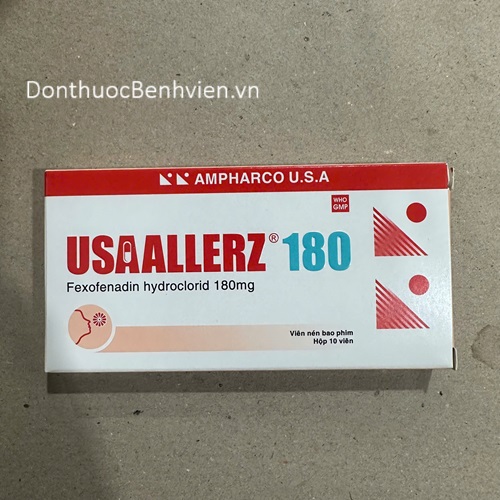 DonthuocBenhvien.vn
AMPHARCO U.S.A
WHO
GMP
USAALLERZ® 180
Fexofenadin hydroclorid 180mg
Viên nén bao phim
Hộp 10 viên